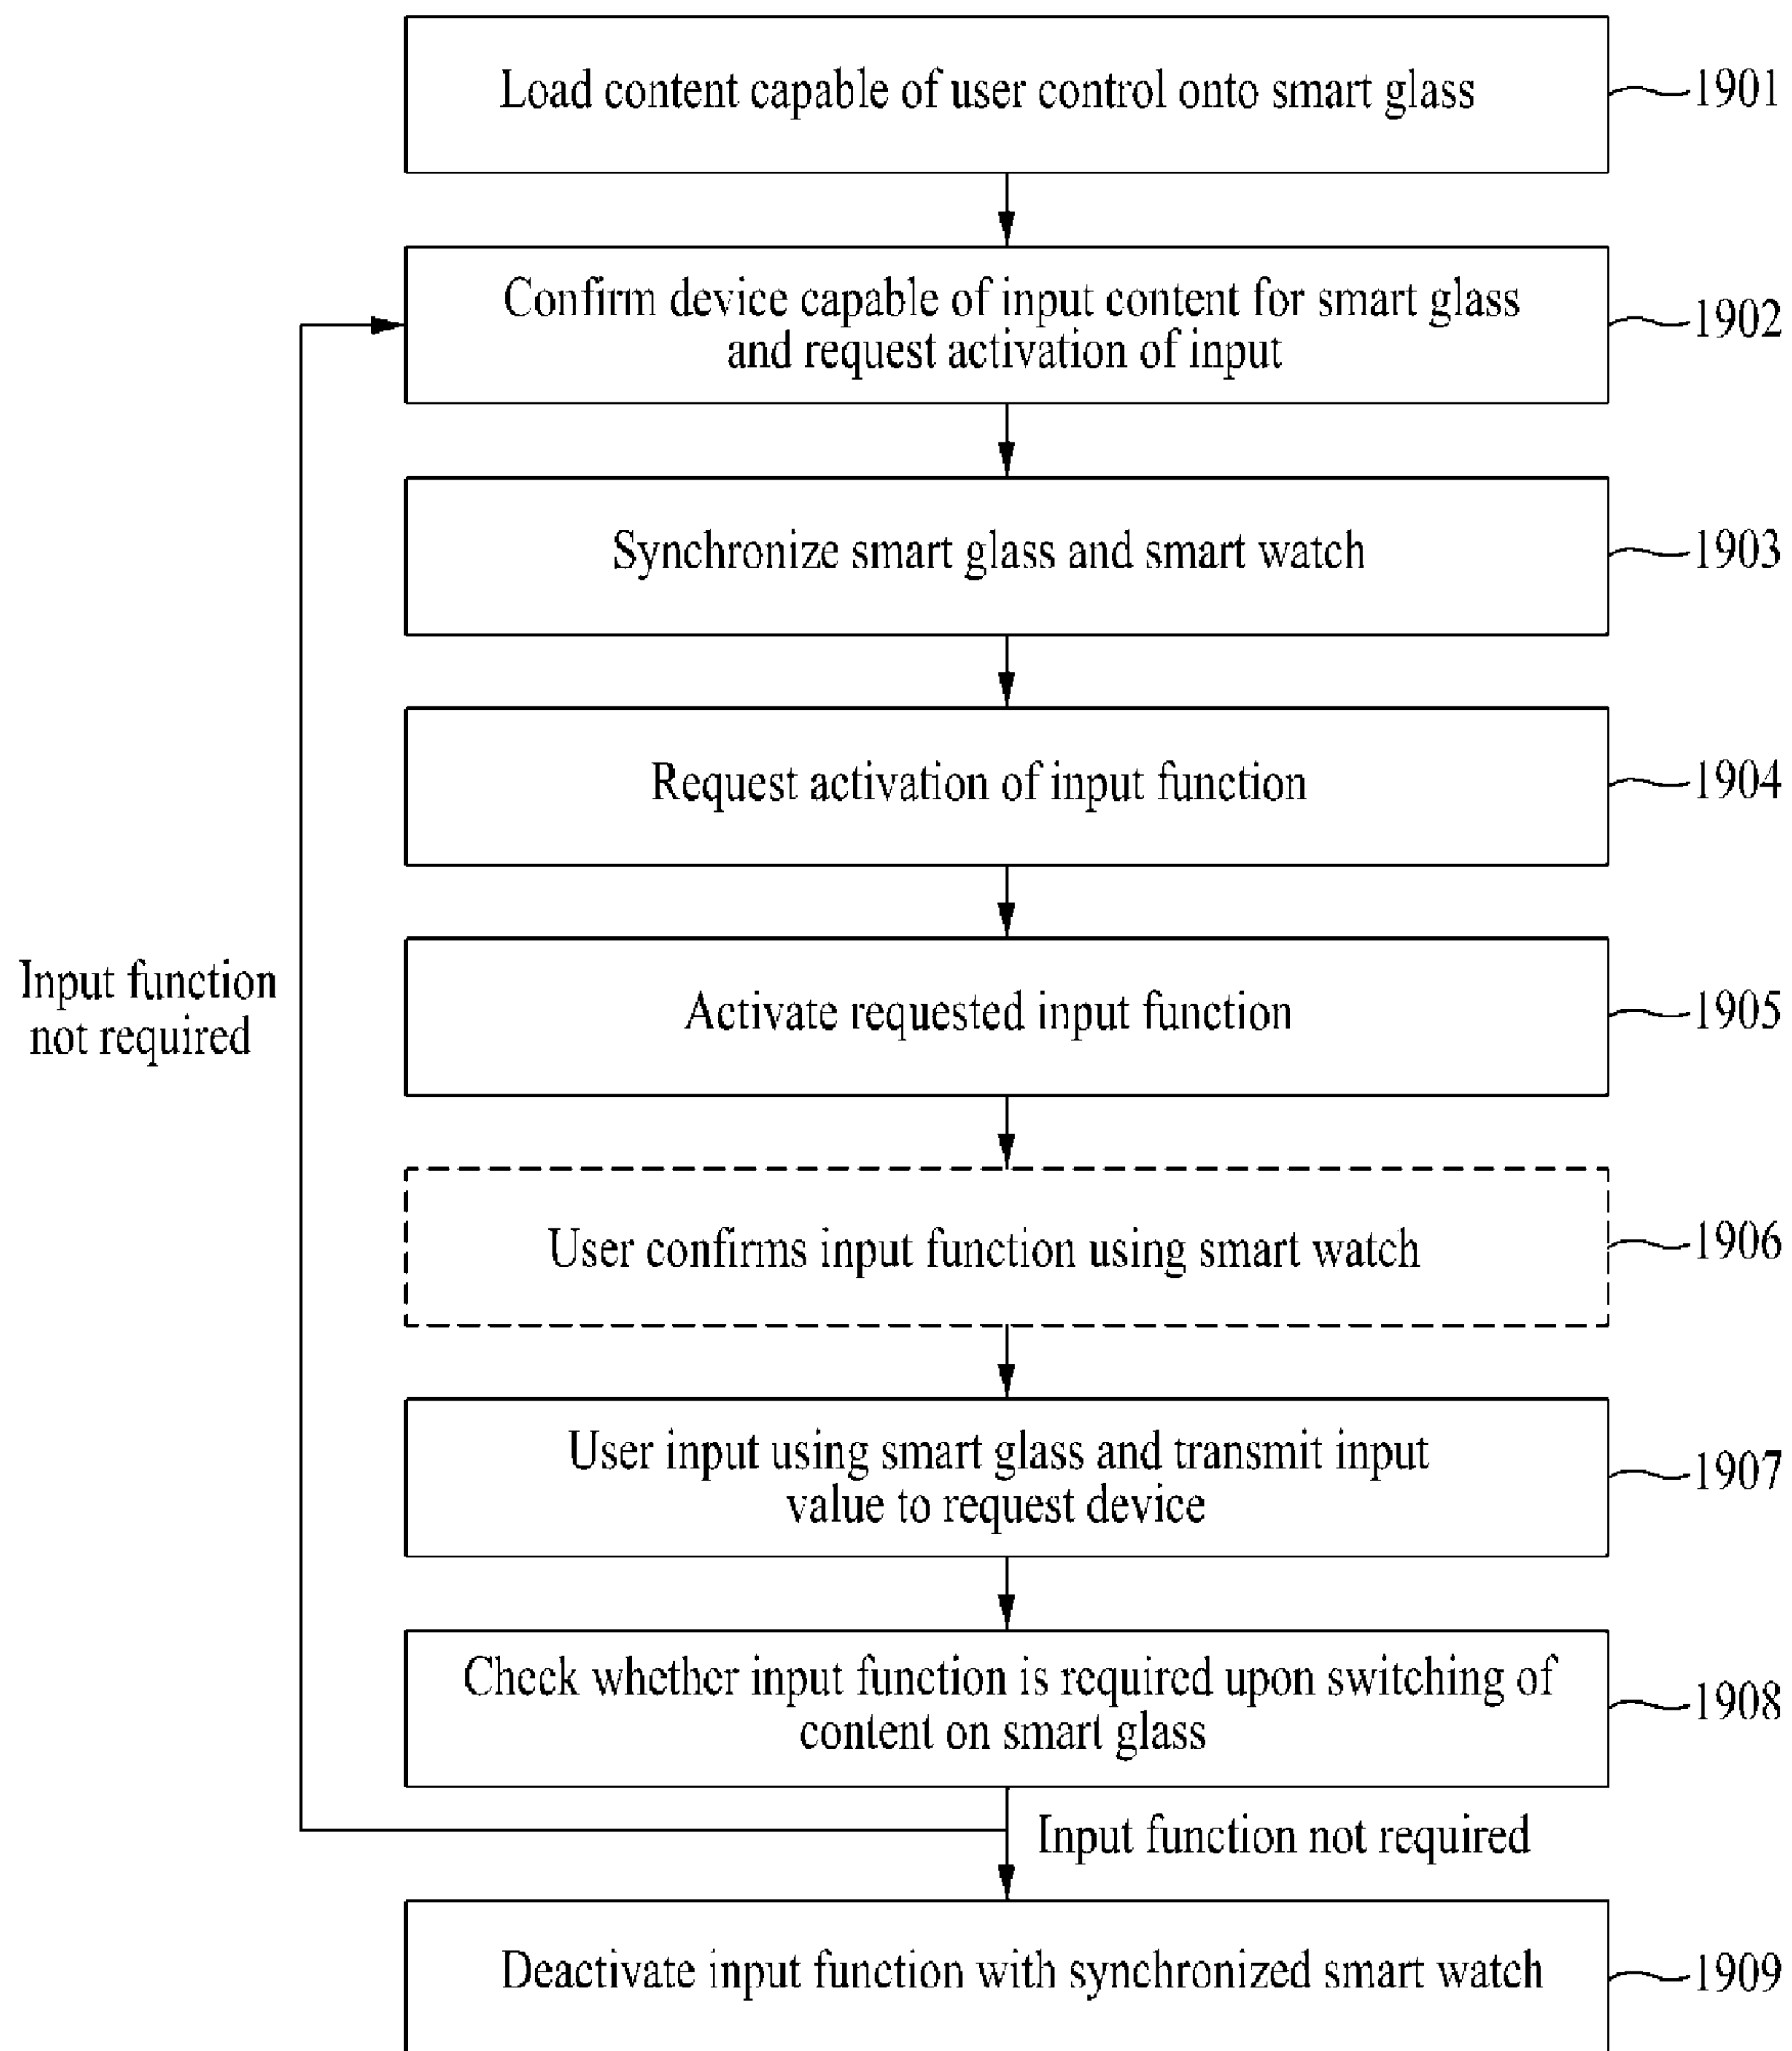 Load content capable of user control onto smart glass
1901
Confirm device capable of input content for smart glass
and request activation of input
1902
Synchronize smart glass and smart watch
1903
Request activation of input function
1904
Activate requested input function
1905
Input function
not required
User confirms input function using smart watch
1906
User input using smart glass and transmit input
value to request device
1907
Check whether input function is required upon switching of
content on smart glass
1908
Input function not required
Deactivate input function with synchronized smart watch
1909